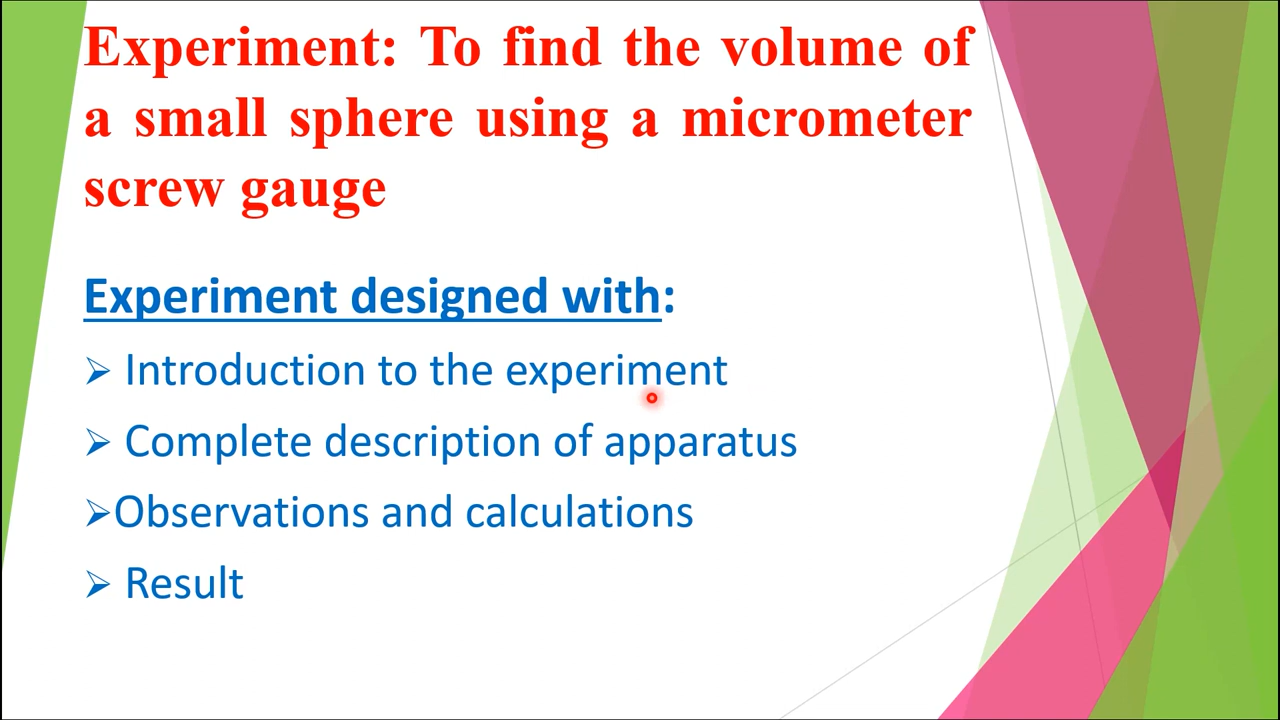 Experiment: To find the volume of
a small sphere using a micrometer
screw gauge
Experiment designed with:
➢ Introduction to the experiment
➢ Complete description of apparatus
➢Observations and calculations
➢ Result